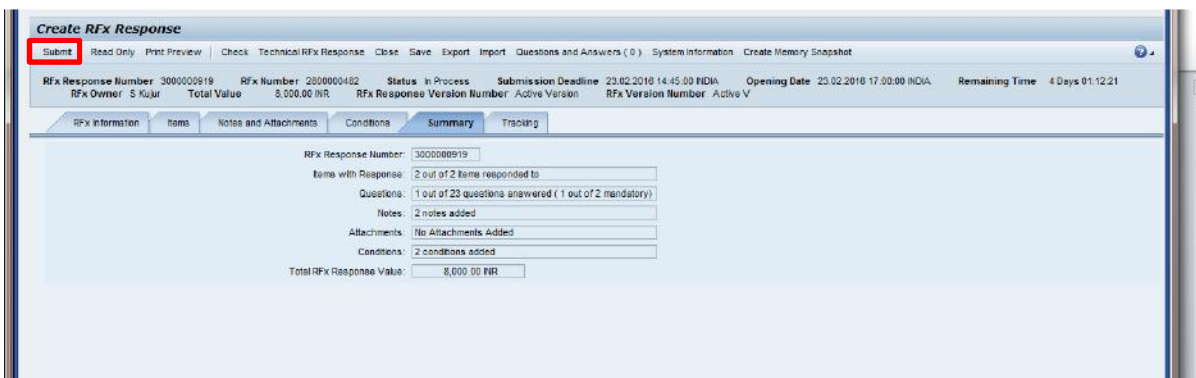 Create RFx Response
Submit Read Only Print Preview Check Technical RFx Response Close Save Export Import Questions and Answers ( 0 ) System Information Create Memory Snapshot
RFx Response Number 3000000919 RFx Number 2800000482 Status In Process Submission Deadline 23.02.2016 14:45:00 INDIA Opening Date 23.02.2016 17:00:00 INDIA Remaining Time 4 Days 01:12:21
RFx Owner S Kujur Total Value 8,000.00 INR RFx Response Version Number Active Version RFx Version Number Active V
RFx Information Items Notes and Attachments Conditions Summary Tracking
RFx Response Number: 3000000919
Items with Response: 2 out of 2 items responded to
Questions: 1 out of 23 questions answered ( 1 out of 2 mandatory)
Notes: 2 notes added
Attachments: No Attachments Added
Conditions: 2 conditions added
Total RFx Response Value: 8,000.00 INR